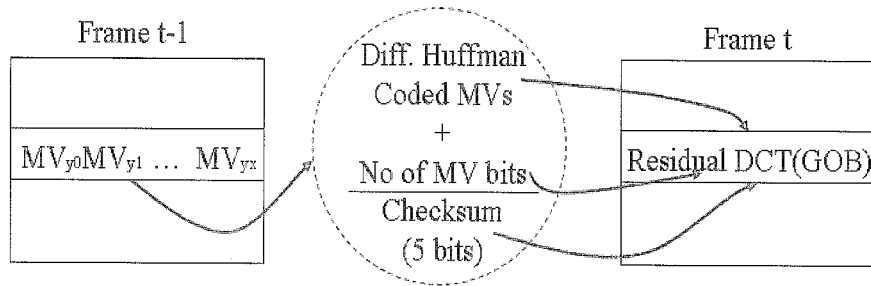 Frame t-1
MVy0MVy1 ... MVyx
Diff. Huffman
Coded MVs
+
No of MV bits
Checksum
(5 bits)
Frame t
Residual DCT(GOB)